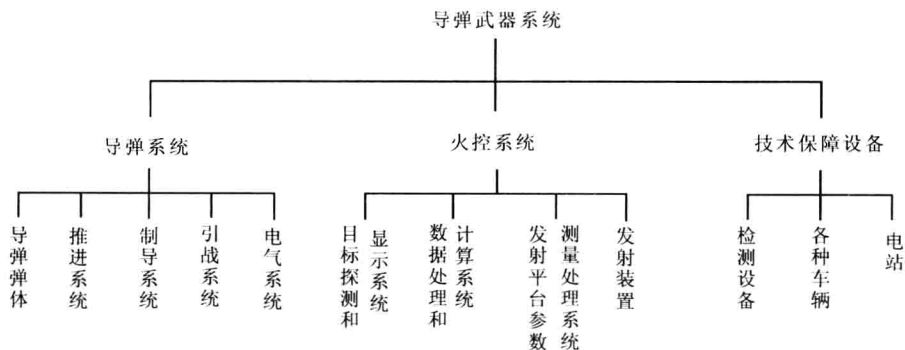 导弹武器系统
导弹系统
火控系统
技术保障设备
导弹弹体
推进系统
制导系统
引战系统
电气系统
目标探测和
显示系统
数据处理和
计算系统
发射平台参数
测量处理系统
发射装置
检测设备
各种车辆
电站